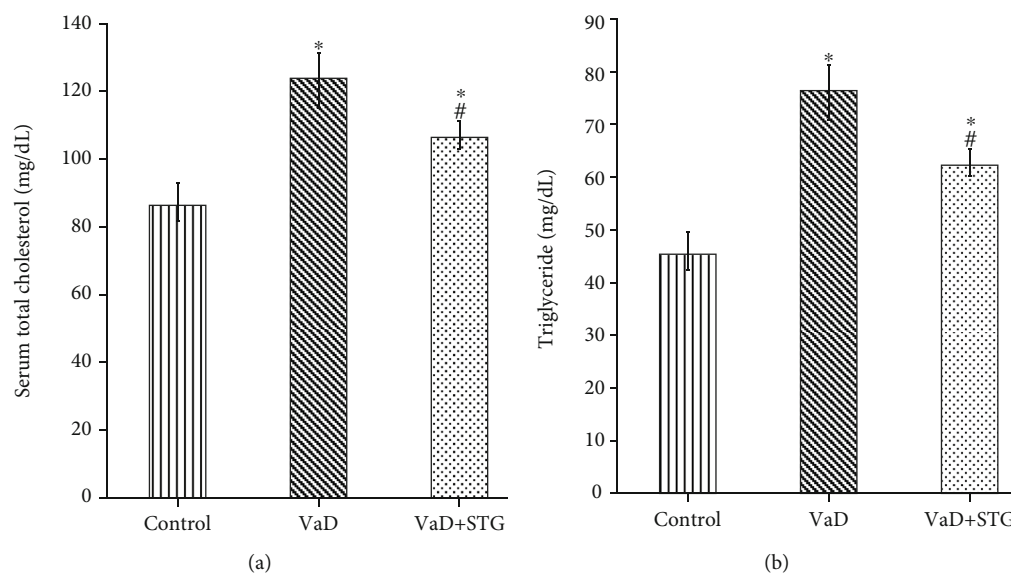 Serum total cholesterol (mg/dL)
140
120
100
80
60
40
20
0
*
*
#
Control
VaD
VaD+STG
(a)
Triglyceride (mg/dL)
90
80
70
60
50
40
30
20
10
0
*
*
#
Control
VaD
VaD+STG
(b)